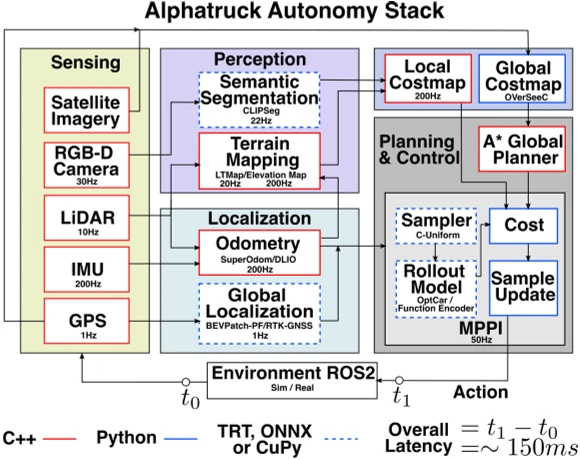 Alphatruck Autonomy Stack
Sensing
Satellite
Imagery
RGB-D
Camera
30Hz
LiDAR
10Hz
IMU
200Hz
GPS
1Hz
Perception
Semantic
Segmentation
CLIPSeg
22Hz
Terrain
Mapping
LTMap/Elevation Map
20Hz 200Hz
Localization
Odometry
SuperOdom/DLIO
200Hz
Global
Localization
BEVPatch-PF/RTK-GNSS
1Hz
Local
Costmap
200Hz
Global
Costmap
OVerSeeC
Planning
& Control
A* Global
Planner
Sampler
C-Uniform
Cost
Rollout
Model
OptCar /
Function Encoder
Sample
Update
MPPI
50Hz
Environment ROS2
Sim / Real
t₀
t₁
Action
C++
Python
TRT, ONNX
or CuPy
Overall
Latency
= t₁ − t₀
=∼ 150ms